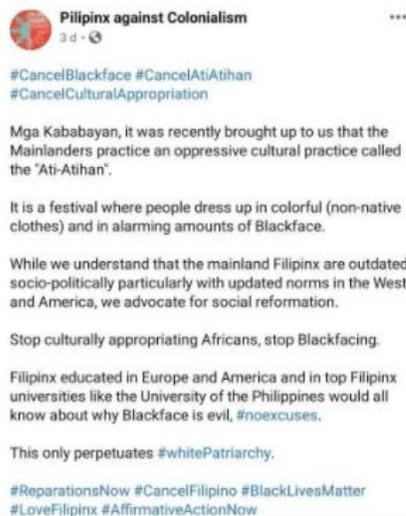 Pilipinx against Colonialism
3 d ·
#CancelBlackface #CancelAtiAtihan
#CancelCulturalAppropriation
Mga Kababayan, it was recently brought up to us that the
Mainlanders practice an oppressive cultural practice called
the "Ati-Atihan".
It is a festival where people dress up in colorful (non-native
clothes) and in alarming amounts of Blackface.
While we understand that the mainland Filipinx are outdated
socio-politically particularly with updated norms in the West
and America, we advocate for social reformation.
Stop culturally appropriating Africans, stop Blackfacing.
Filipinx educated in Europe and America and in top Filipinx
universities like the University of the Philippines would all
know about why Blackface is evil, #noexcuses.
This only perpetuates #whitePatriarchy.
#ReparationsNow #CancelFilipino #BlackLivesMatter
#LoveFilipinx #AffirmativeActionNow